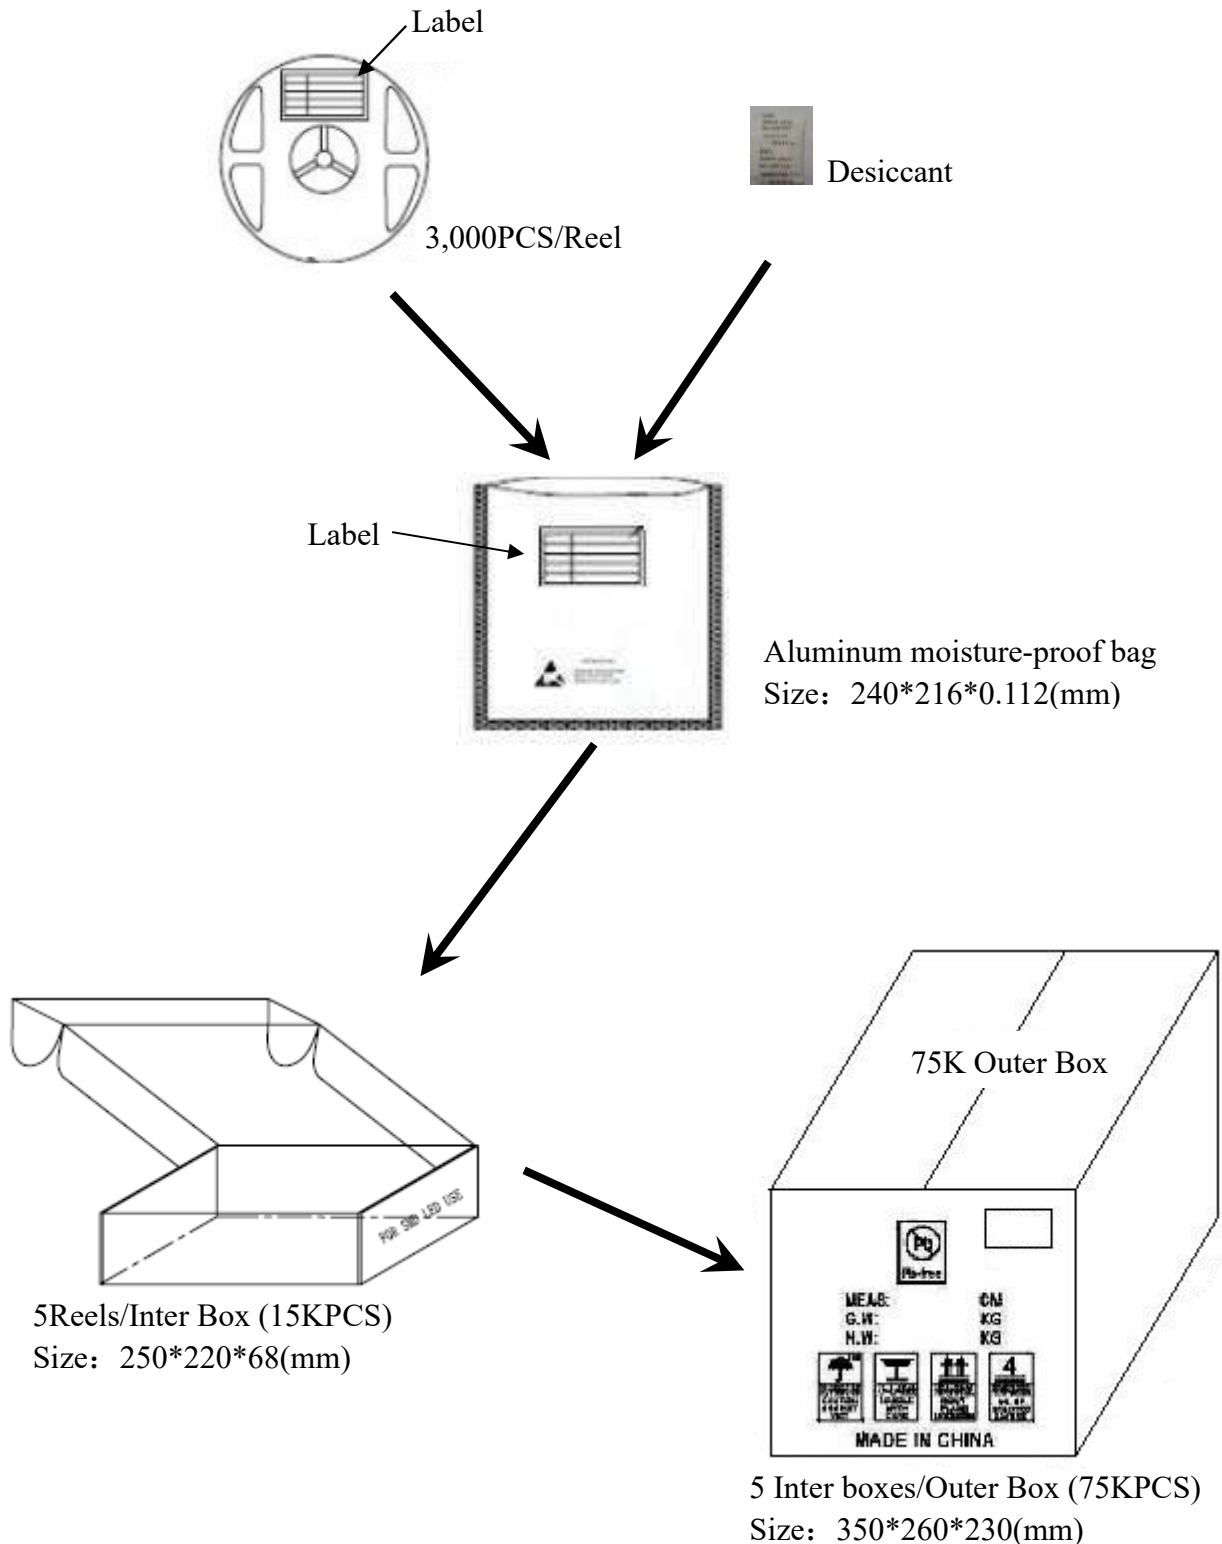 Label
Desiccant
3,000PCS/Reel
Label
Aluminum moisture-proof bag
Size：240*216*0.112(mm)
75K Outer Box
FOR SMD LED USE
5Reels/Inter Box (15KPCS)
Size：250*220*68(mm)
Pb
Pb-free
MEAS: CM
G.W: KG
N.W: KG
4
MADE IN CHINA
5 Inter boxes/Outer Box (75KPCS)
Size：350*260*230(mm)